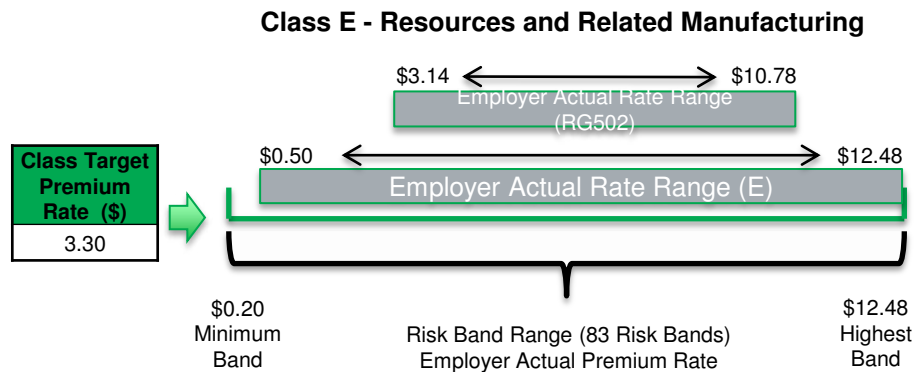 Class E - Resources and Related Manufacturing
$3.14
$10.78
Employer Actual Rate Range
(RG502)
$0.50
$12.48
Employer Actual Rate Range (E)
Class Target
Premium
Rate ($)
3.30
$0.20
Minimum
Band
Risk Band Range (83 Risk Bands)
Employer Actual Premium Rate
$12.48
Highest
Band